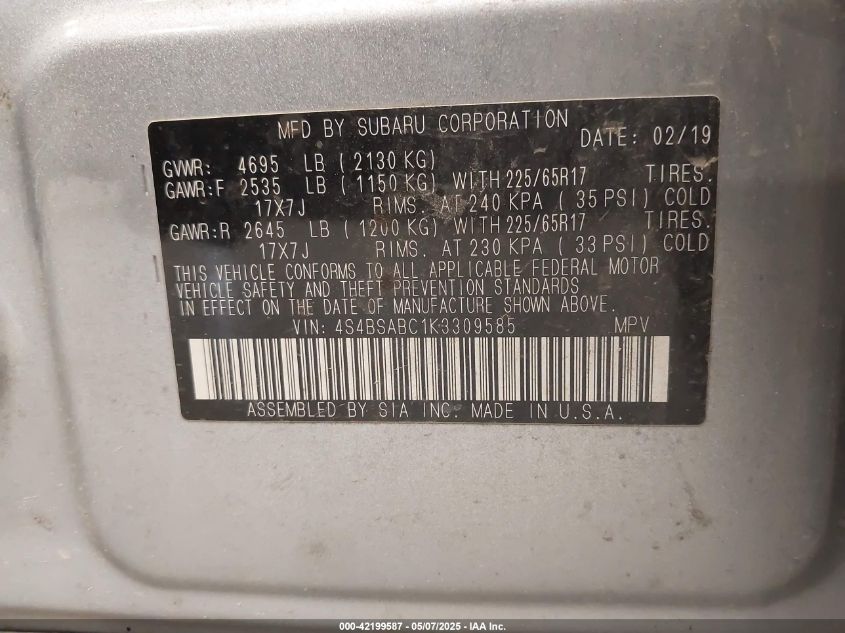 MFD BY SUBARU CORPORATION DATE: 02/19
GVWR: 4695 LB ( 2130 KG)
GAWR:F 2535 LB ( 1150 KG) WITH 225/65R17 TIRES.
17X7J RIMS. AT 240 KPA ( 35 PSI) COLD
GAWR:R 2645 LB ( 1200 KG) WITH 225/65R17 TIRES.
17X7J RIMS. AT 230 KPA ( 33 PSI) COLD
THIS VEHICLE CONFORMS TO ALL APPLICABLE FEDERAL MOTOR
VEHICLE SAFETY AND THEFT PREVENTION STANDARDS
IN EFFECT ON THE DATE OF MANUFACTURE SHOWN ABOVE.
VIN: 4S4BSABC1K3309585 MPV
ASSEMBLED BY SIA INC. MADE IN U.S.A.
000-42199587 - 05/07/2025 - IAA Inc.